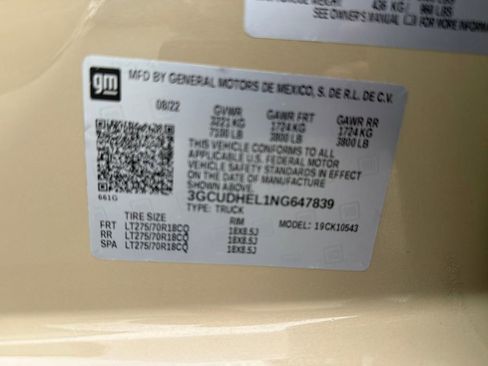 436 KG / 960 LBS
SEE OWNER'S MANUAL FOR MORE INFORMATION
gm
MFD BY GENERAL MOTORS DE MEXICO, S. DE R.L. DE C.V.
08/22 GVWR GAWR FRT GAWR RR
3221 KG 1724 KG 1724 KG
7100 LB 3800 LB 3800 LB
THIS VEHICLE CONFORMS TO ALL
APPLICABLE U.S. FEDERAL MOTOR
VEHICLE SAFETY STANDARDS IN EFFECT
ON THE DATE OF MANUFACTURE SHOWN ABOVE
661G 3GCUDHEL1NG647839
TYPE: TRUCK MODEL: 19CK10543
TIRE SIZE RIM
FRT LT275/70R18CQ 18X8.5J
RR LT275/70R18CQ 18X8.5J
SPA LT275/70R18CQ 18X8.5J